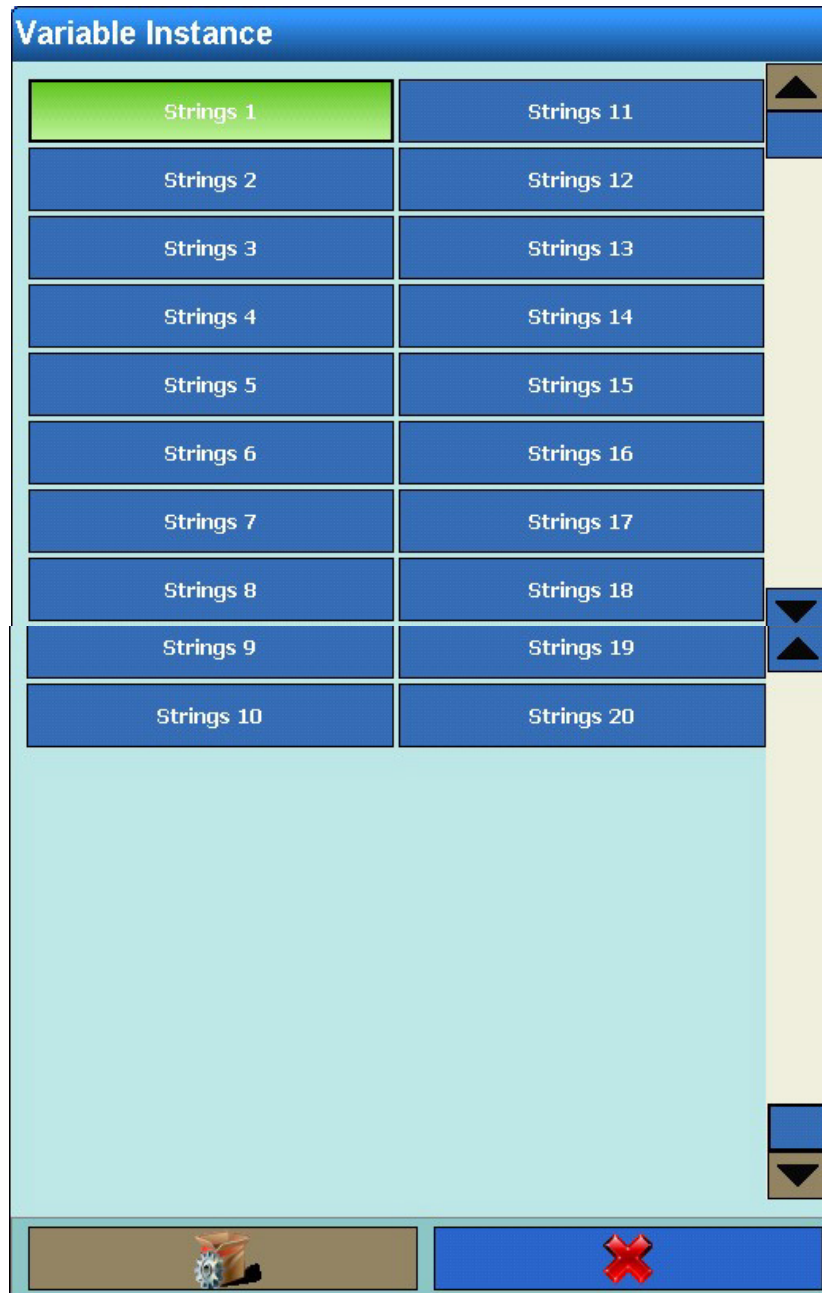 Variable Instance
Strings 1
Strings 11
Strings 2
Strings 12
Strings 3
Strings 13
Strings 4
Strings 14
Strings 5
Strings 15
Strings 6
Strings 16
Strings 7
Strings 17
Strings 8
Strings 18
Strings 9
Strings 19
Strings 10
Strings 20